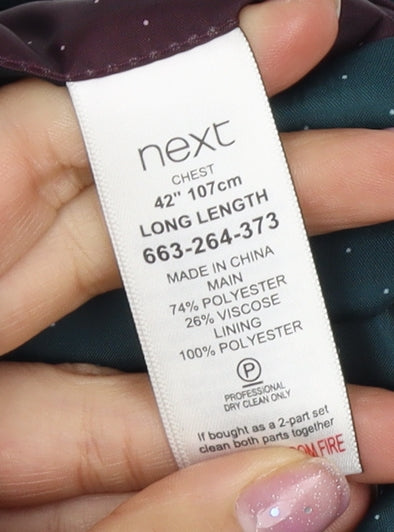 next
CHEST
42" 107cm
LONG LENGTH
663-264-373
MADE IN CHINA
MAIN
74% POLYESTER
26% VISCOSE
LINING
100% POLYESTER
P
PROFESSIONAL
DRY CLEAN ONLY
If bought as a 2-part set
clean both parts together
FIRE